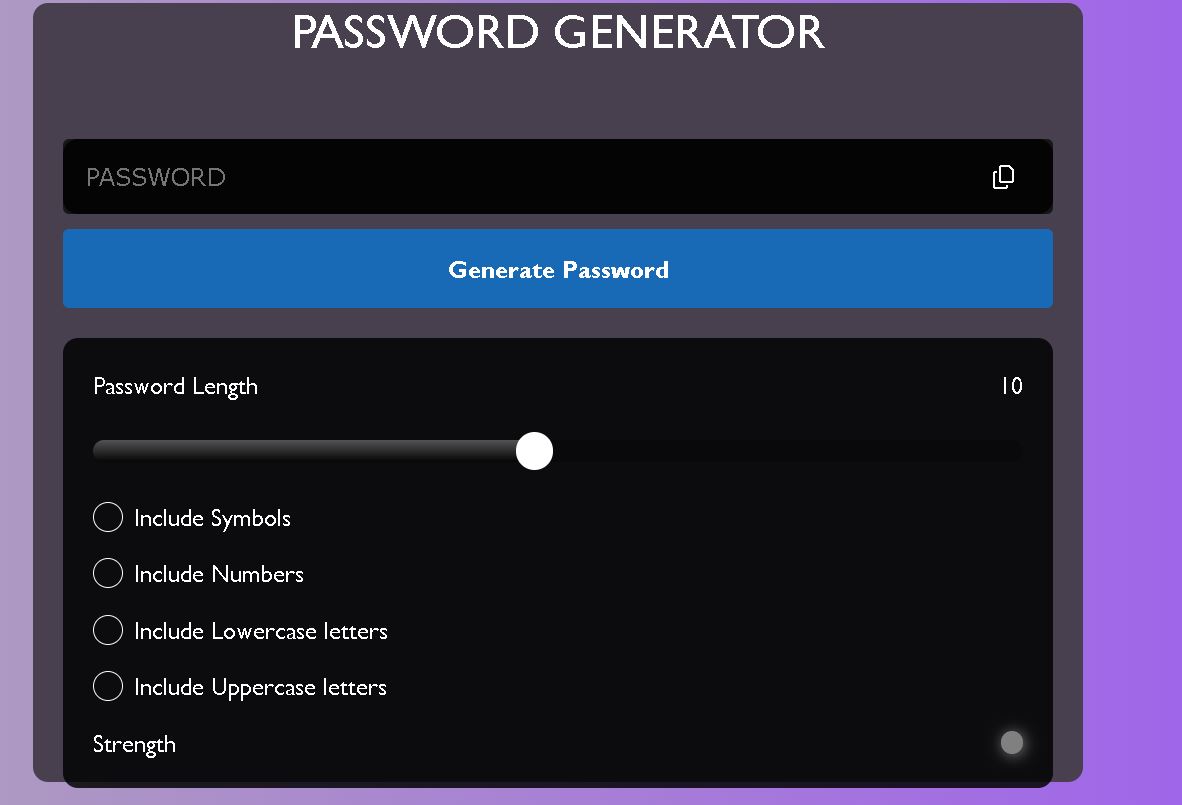 PASSWORD GENERATOR
PASSWORD
Generate Password
Password Length 10
Include Symbols
Include Numbers
Include Lowercase letters
Include Uppercase letters
Strength